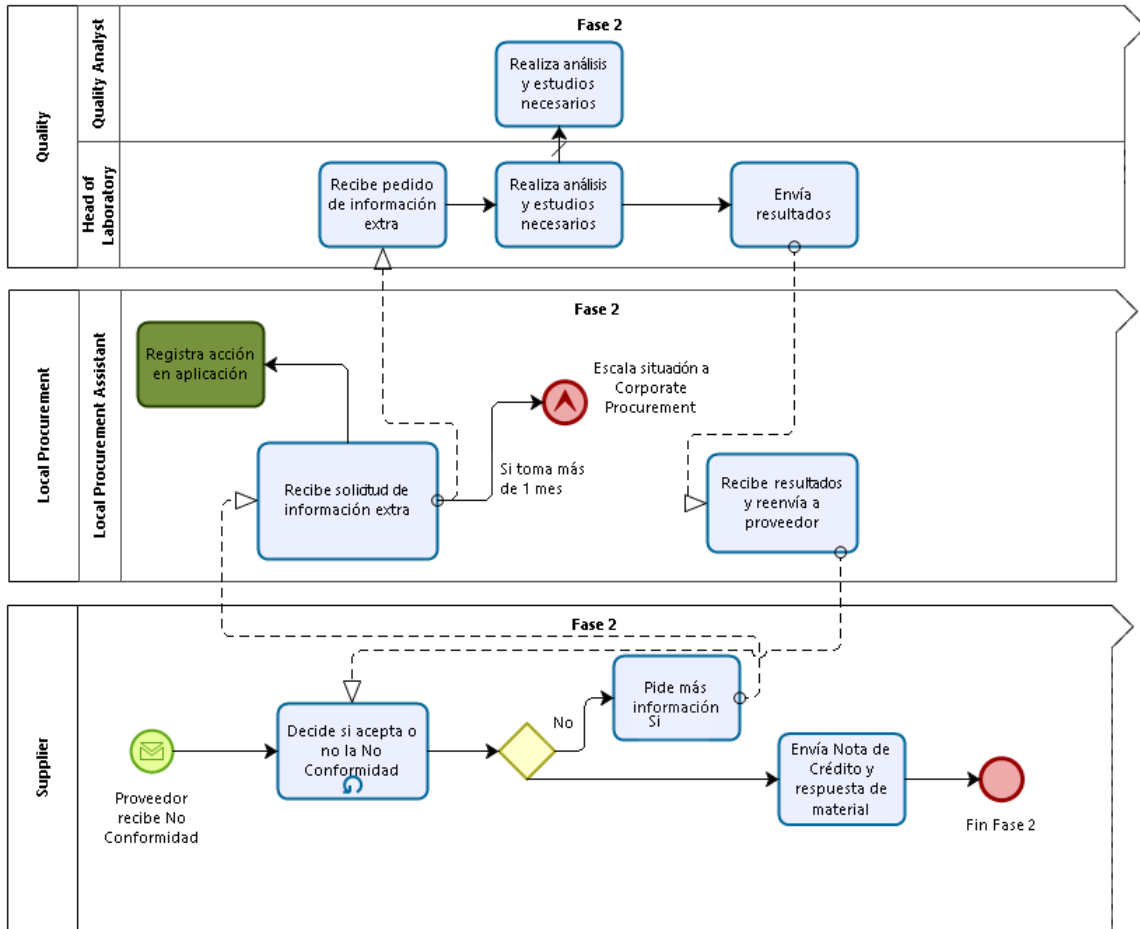 Fase 2
Quality
Quality Analyst
Realiza análisis
y estudios
necesarios
Head of
Laboratory
Recibe pedido
de información
extra
Realiza análisis
y estudios
necesarios
Envía
resultados
Fase 2
Local Procurement
Local Procurement Assistant
Registra acción
en aplicación
Escala situación a
Corporate
Procurement
Recibe solicitud de
información extra
Si toma más
de 1 mes
Recibe resultados
y reenvía a
proveedor
Fase 2
Supplier
Proveedor
recibe No
Conformidad
Decide si acepta o
no la No
Conformidad
No
Pide más
información
Si
Envía Nota de
Crédito y
respuesta de
material
Fin Fase 2